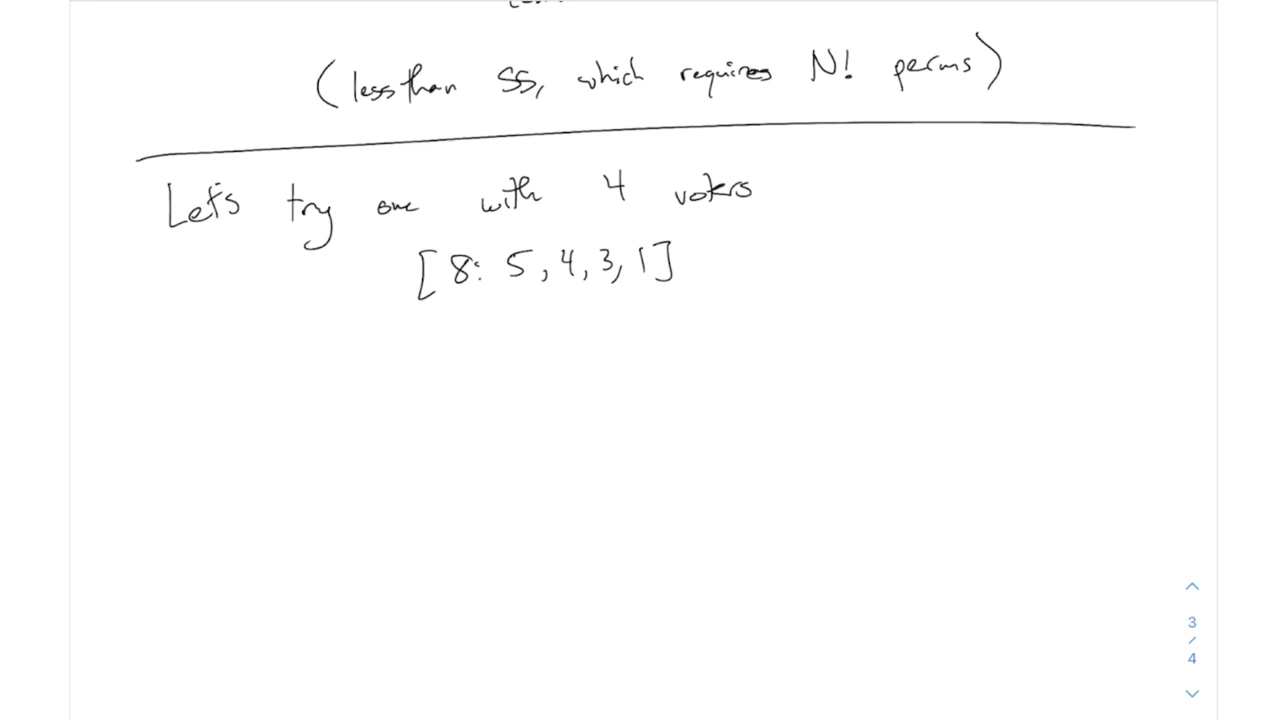 (less than SS, which requires N! perms)
Let's try one with 4 voters
[8: 5, 4, 3, 1]
3
/
4